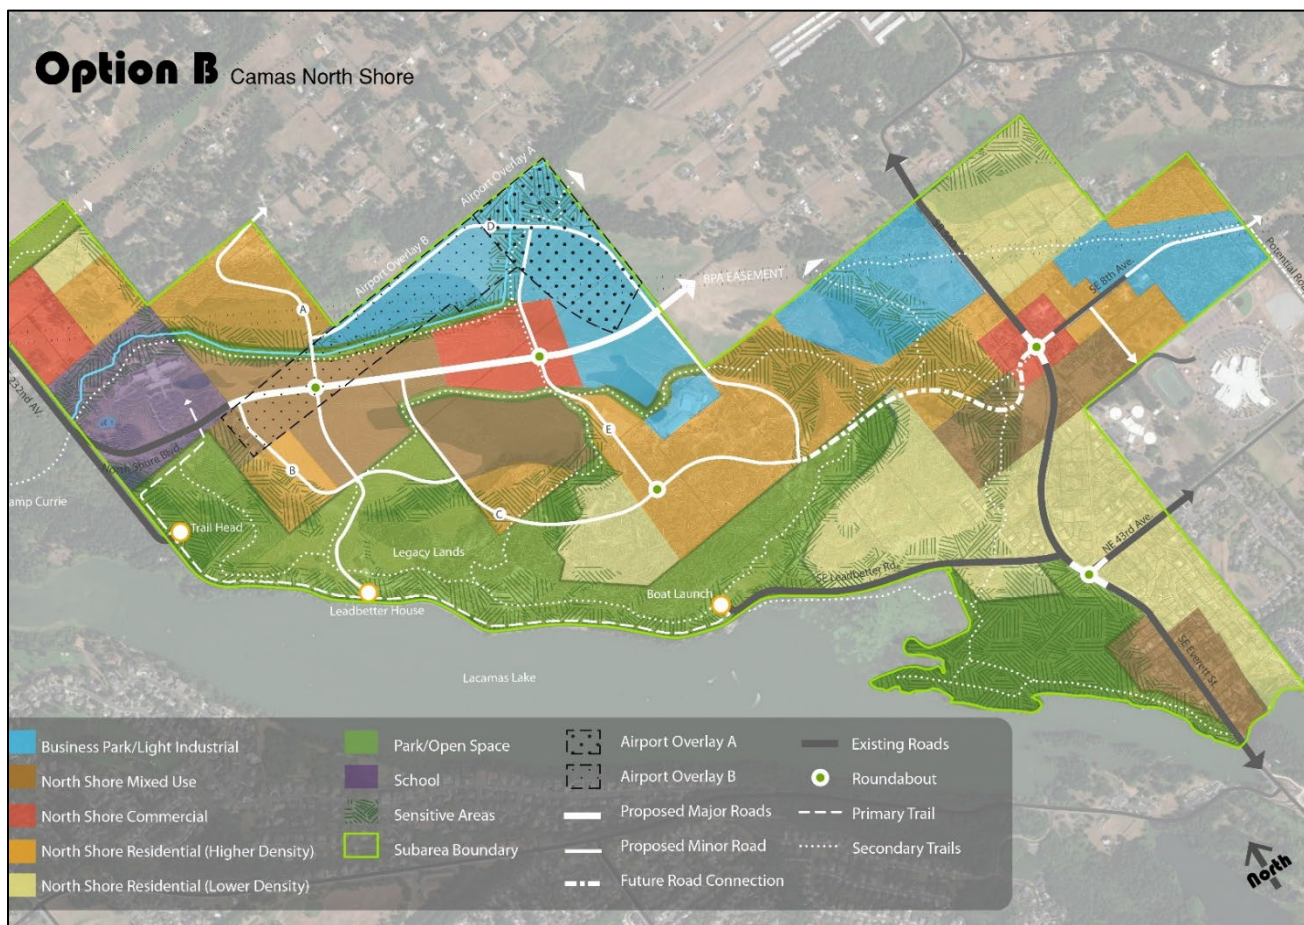 Option B Camas North Shore
Airport Overlay A
Airport Overlay B
D
BPA EASEMENT
SE 8th Ave.
A
232nd AV.
North Shore Blvd.
B
E
C
amp Currie
Trail Head
Legacy Lands
Leadbetter House
Boat Launch
SE Leadbetter Rd.
NE 43rd Ave.
SE Everett St.
Lacamas Lake
Business Park/Light Industrial
North Shore Mixed Use
North Shore Commercial
North Shore Residential (Higher Density)
North Shore Residential (Lower Density)
Park/Open Space
School
Sensitive Areas
Subarea Boundary
Airport Overlay A
Airport Overlay B
Proposed Major Roads
Proposed Minor Road
Future Road Connection
Existing Roads
Roundabout
Primary Trail
Secondary Trails
North